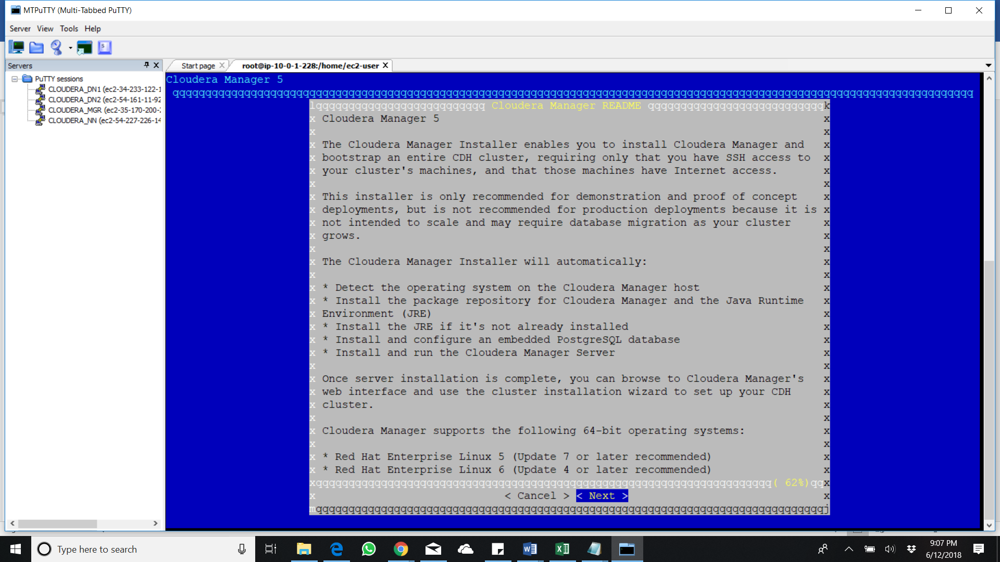 MTPuTTY (Multi-Tabbed PuTTY)
Server View Tools Help
Servers
Start page
root@ip-10-0-1-228:/home/ec2-user
PuTTY sessions
CLOUDERA_DN1 (ec2-34-233-122-1
CLOUDERA_DN2 (ec2-54-161-11-92
CLOUDERA_MGR (ec2-35-170-200-
CLOUDERA_NN (ec2-54-227-226-14
Cloudera Manager 5
Cloudera Manager README
Cloudera Manager 5
The Cloudera Manager Installer enables you to install Cloudera Manager and
bootstrap an entire CDH cluster, requiring only that you have SSH access to
your cluster's machines, and that those machines have Internet access.
This installer is only recommended for demonstration and proof of concept
deployments, but is not recommended for production deployments because it is
not intended to scale and may require database migration as your cluster
grows.
The Cloudera Manager Installer will automatically:
* Detect the operating system on the Cloudera Manager host
* Install the package repository for Cloudera Manager and the Java Runtime
Environment (JRE)
* Install the JRE if it's not already installed
* Install and configure an embedded PostgreSQL database
* Install and run the Cloudera Manager Server
Once server installation is complete, you can browse to Cloudera Manager's
web interface and use the cluster installation wizard to set up your CDH
cluster.
Cloudera Manager supports the following 64-bit operating systems:
* Red Hat Enterprise Linux 5 (Update 7 or later recommended)
* Red Hat Enterprise Linux 6 (Update 4 or later recommended)
( 62%)
< Cancel > < Next >
Type here to search
9:07 PM
6/12/2018